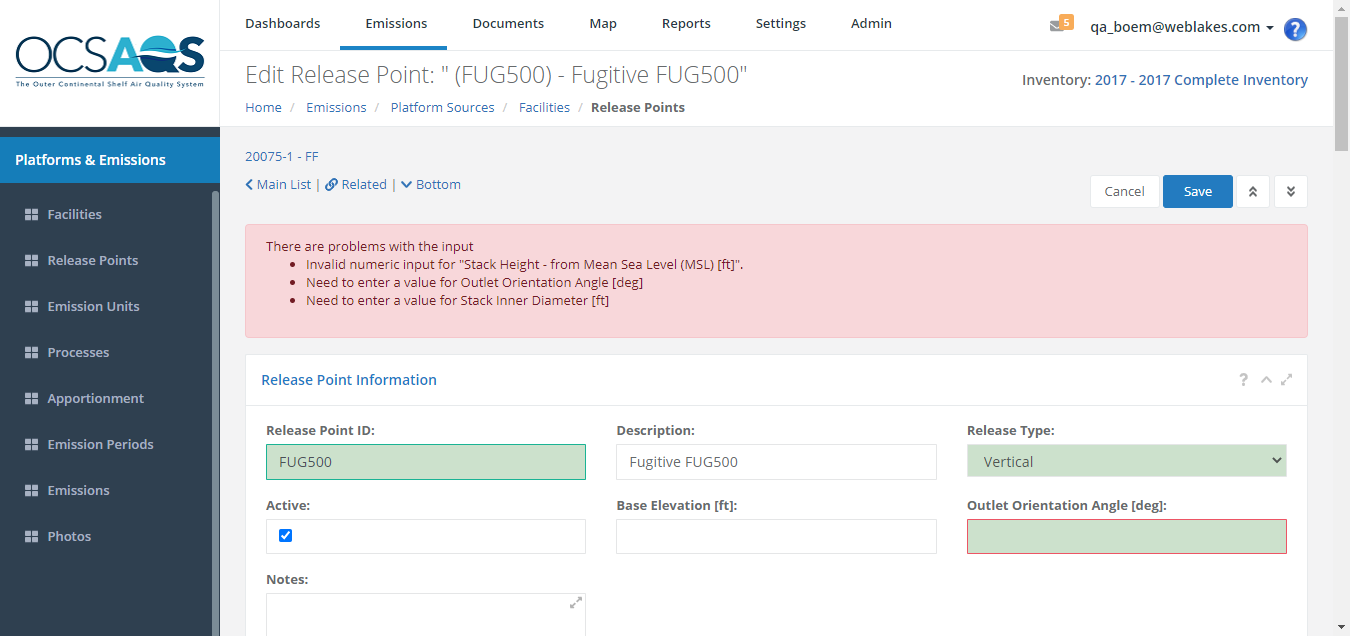 OCSAQS
The Outer Continental Shelf Air Quality System
Dashboards Emissions Documents Map Reports Settings Admin
5 qa_boem@weblakes.com ?
Edit Release Point: " (FUG500) - Fugitive FUG500"
Inventory: 2017 - 2017 Complete Inventory
Home / Emissions / Platform Sources / Facilities / Release Points
Platforms & Emissions
Facilities
Release Points
Emission Units
Processes
Apportionment
Emission Periods
Emissions
Photos
20075-1 - FF
Main List | Related | Bottom
Cancel Save
There are problems with the input
Invalid numeric input for "Stack Height - from Mean Sea Level (MSL) [ft]".
Need to enter a value for Outlet Orientation Angle [deg]
Need to enter a value for Stack Inner Diameter [ft]
Release Point Information ?
Release Point ID: Description: Release Type:
FUG500 Fugitive FUG500 Vertical
Active: Base Elevation [ft]: Outlet Orientation Angle [deg]:
Notes: